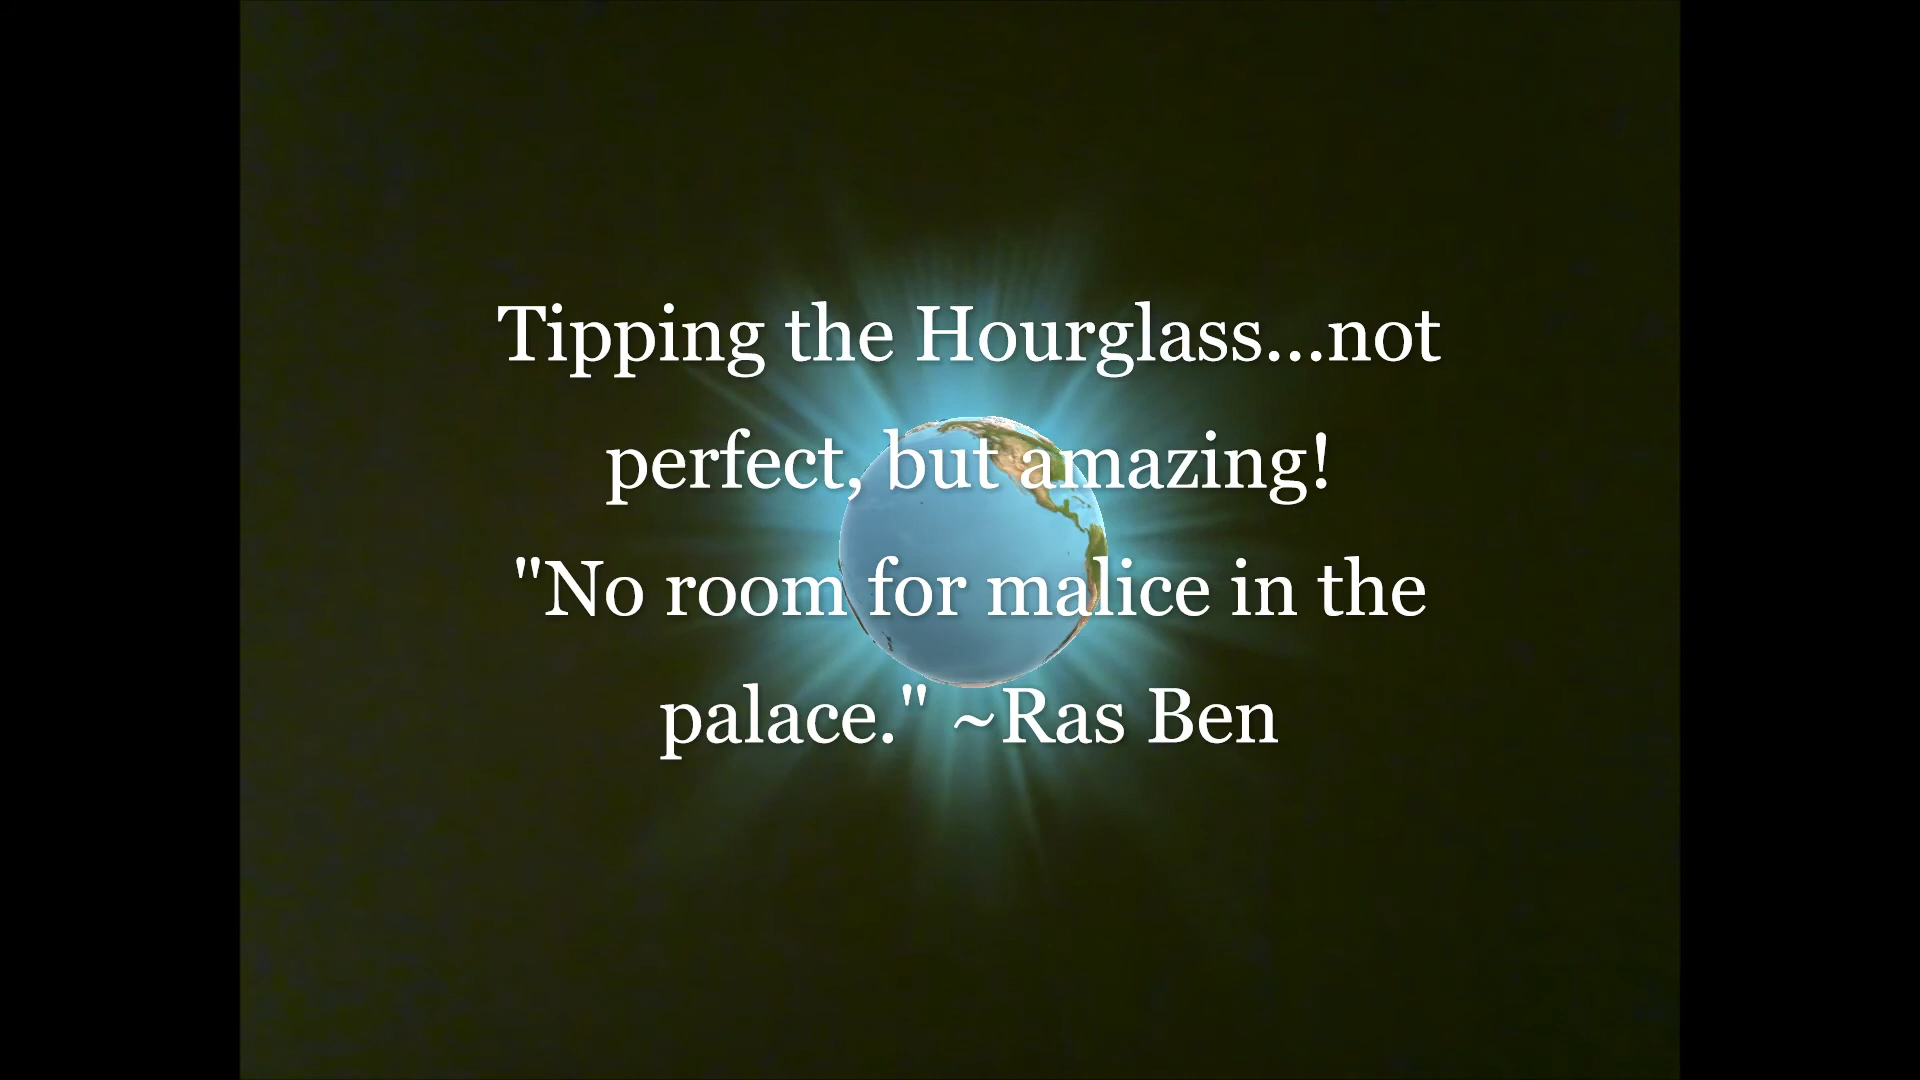 Tipping the Hourglass...not
perfect, but amazing!
"No room for malice in the
palace." ~Ras Ben